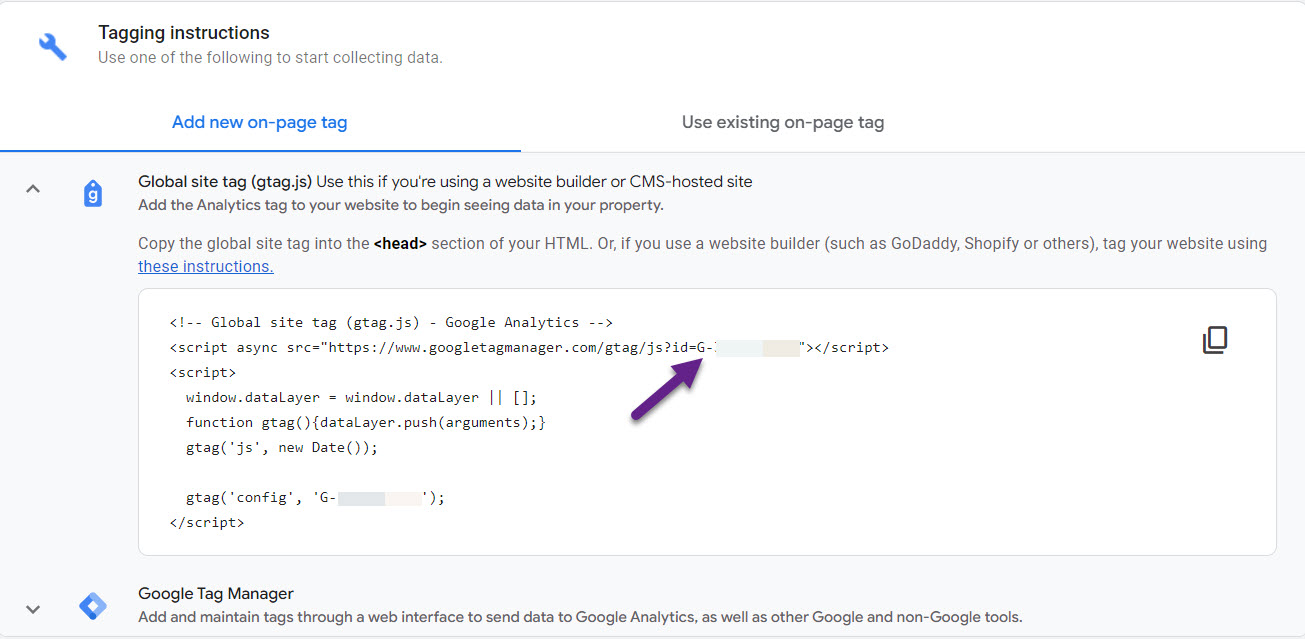 Tagging instructions
Use one of the following to start collecting data.
Add new on-page tag
Use existing on-page tag
g
Global site tag (gtag.js) Use this if you're using a website builder or CMS-hosted site
Add the Analytics tag to your website to begin seeing data in your property.
Copy the global site tag into the <head> section of your HTML. Or, if you use a website builder (such as GoDaddy, Shopify or others), tag your website using
these instructions.
<!-- Global site tag (gtag.js) - Google Analytics -->
<script async src="https://www.googletagmanager.com/gtag/js?id=G-"></script>
<script>
window.dataLayer = window.dataLayer || [];
function gtag(){dataLayer.push(arguments);}
gtag('js', new Date());
gtag('config', 'G-');
</script>
Google Tag Manager
Add and maintain tags through a web interface to send data to Google Analytics, as well as other Google and non-Google tools.